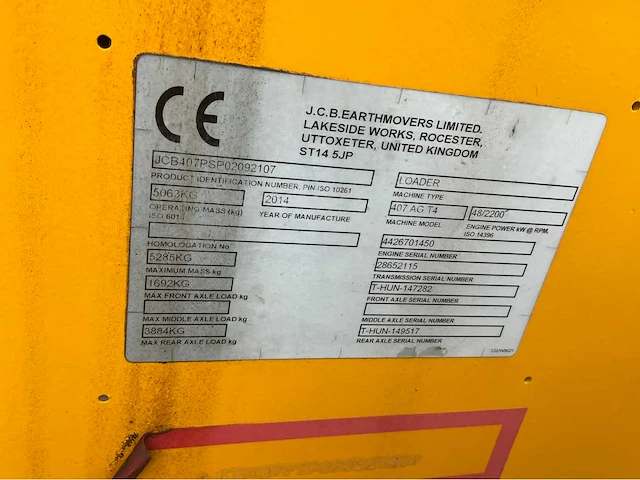 CE
J.C.B.EARTHMOVERS LIMITED.
LAKESIDE WORKS, ROCESTER,
UTTOXETER, UNITED KINGDOM
ST14 5JP
JCB407PSP02092107
PRODUCT IDENTIFICATION NUMBER, PIN ISO 10261
5063KG
2014
OPERATING MASS (kg)
ISO 6014
YEAR OF MANUFACTURE
HOMOLOGATION No
5285KG
MAXIMUM MASS kg
1692KG
MAX FRONT AXLE LOAD kg
MAX MIDDLE AXLE LOAD kg
3884KG
MAX REAR AXLE LOAD kg
LOADER
MACHINE TYPE
407 AG T4
48/2200
MACHINE MODEL
ENGINE POWER kW @ RPM,
ISO 14396
4426701450
ENGINE SERIAL NUMBER
28652115
TRANSMISSION SERIAL NUMBER
T-HUN-147282
FRONT AXLE SERIAL NUMBER
MIDDLE AXLE SERIAL NUMBER
T-HUN-149517
REAR AXLE SERIAL NUMBER